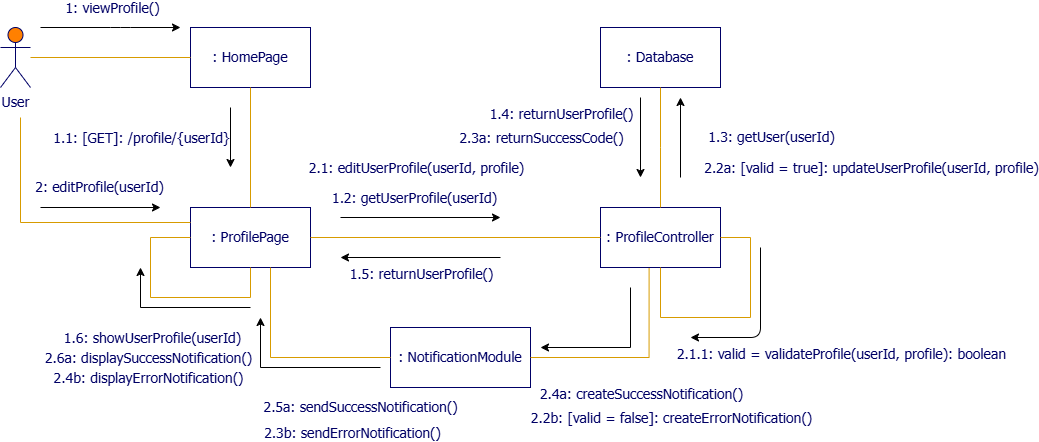 1: viewProfile()
: HomePage
: Database
User
1.1: [GET]: /profile/{userId}
1.4: returnUserProfile()
2.3a: returnSuccessCode()
1.3: getUser(userId)
2.2a: [valid = true]: updateUserProfile(userId, profile)
2.1: editUserProfile(userId, profile)
2: editProfile(userId)
1.2: getUserProfile(userId)
: ProfilePage
: ProfileController
1.5: returnUserProfile()
1.6: showUserProfile(userId)
2.6a: displaySuccessNotification()
2.4b: displayErrorNotification()
: NotificationModule
2.1.1: valid = validateProfile(userId, profile): boolean
2.5a: sendSuccessNotification()
2.3b: sendErrorNotification()
2.4a: createSuccessNotification()
2.2b: [valid = false]: createErrorNotification()